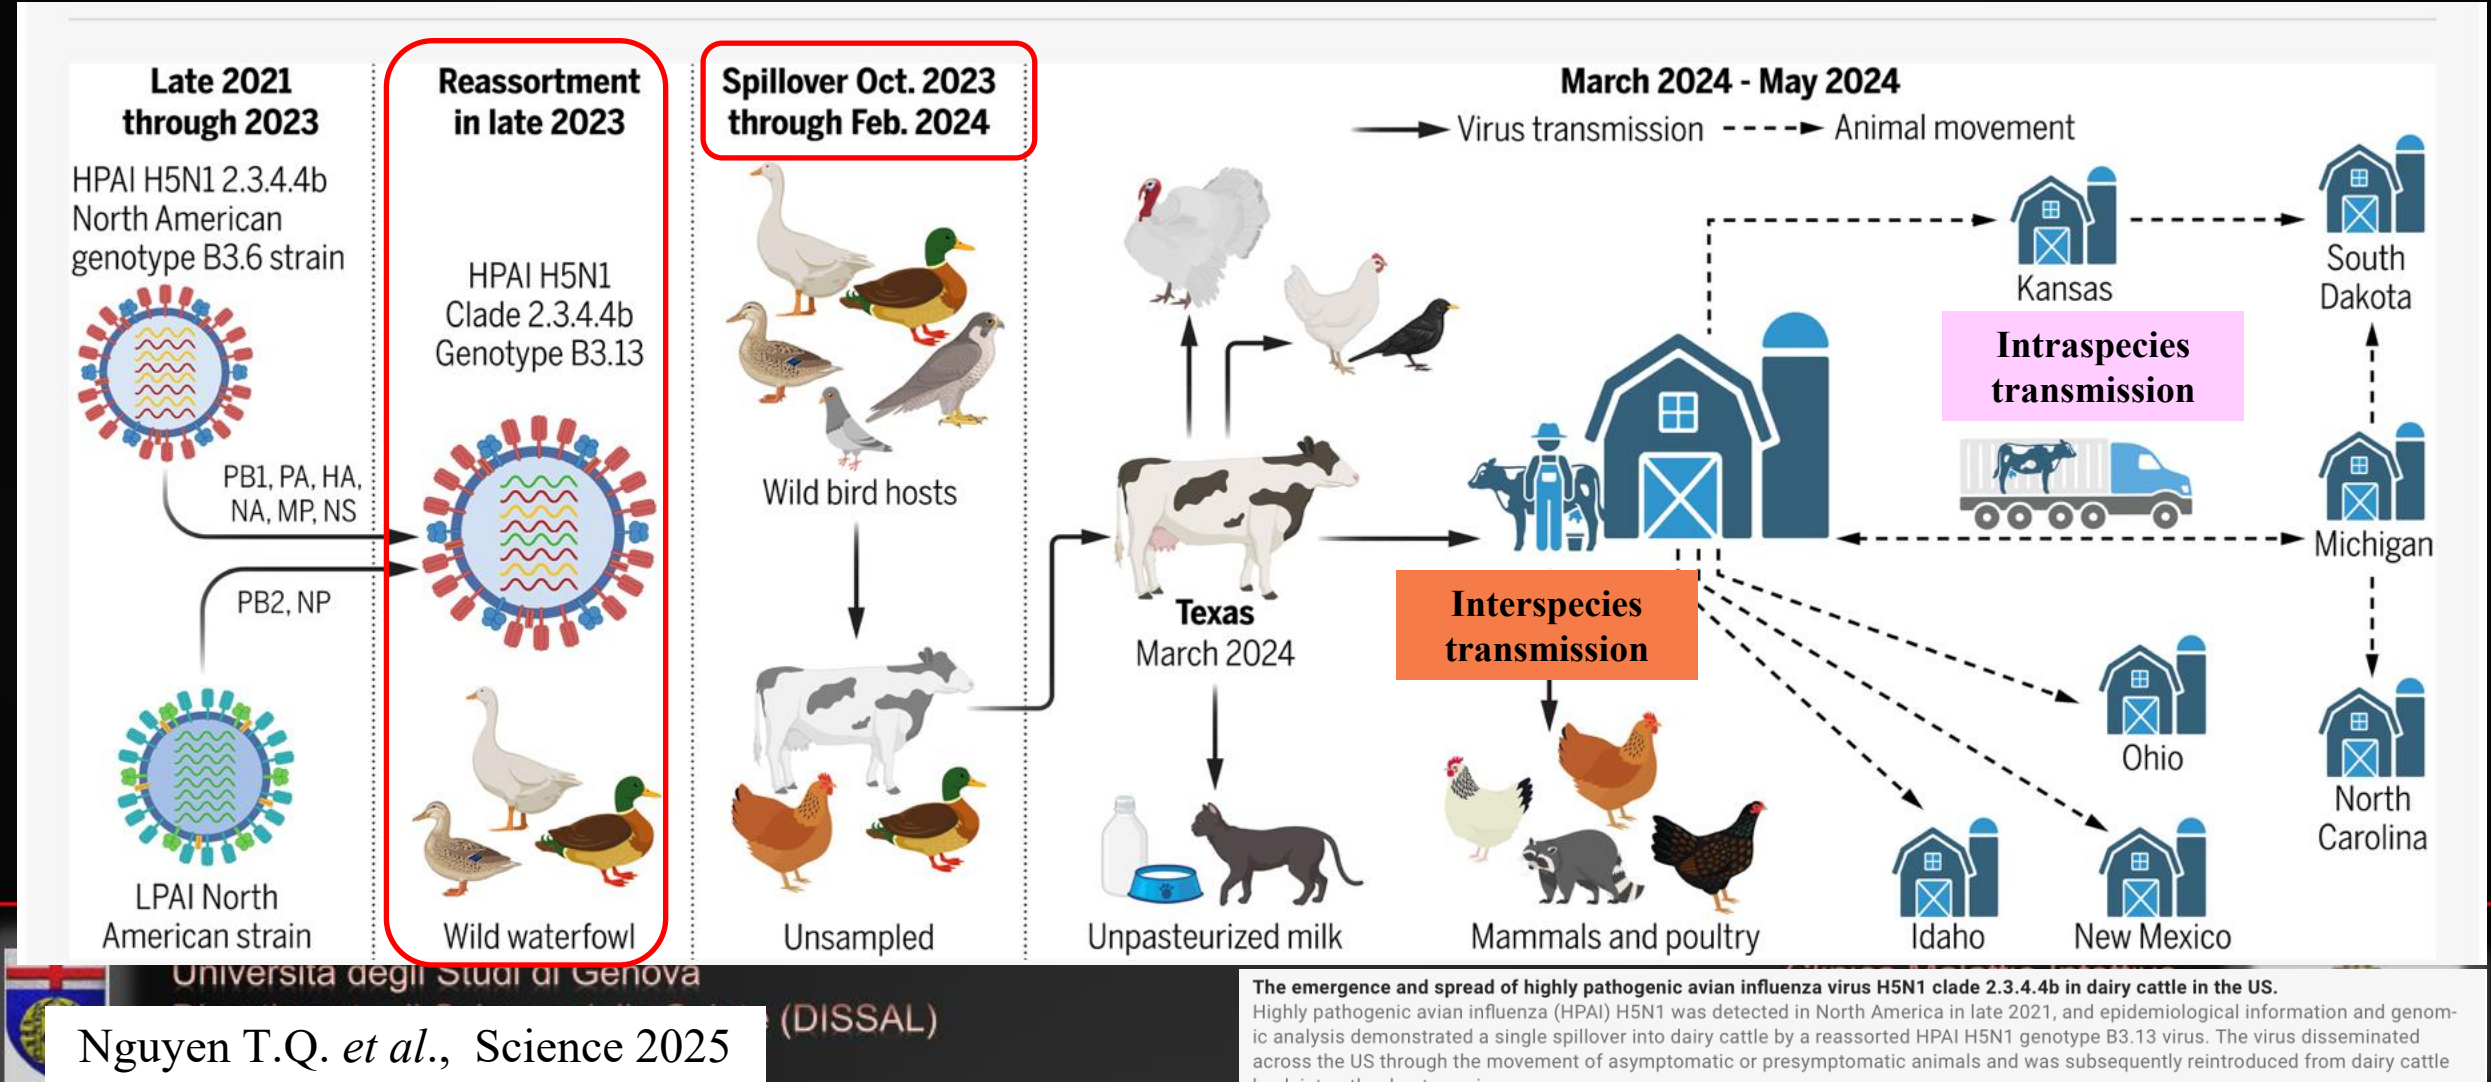 Late 2021
through 2023
HPAI H5N1 2.3.4.4b
North American
genotype B3.6 strain
PB1, PA, HA,
NA, MP, NS
PB2, NP
LPAI North
American strain
Reassortment
in late 2023
HPAI H5N1
Clade 2.3.4.4b
Genotype B3.13
Wild waterfowl
Spillover Oct. 2023
through Feb. 2024
Wild bird hosts
Unsampled
March 2024 - May 2024
Virus transmission
Animal movement
Texas
March 2024
Unpasteurized milk
Interspecies
transmission
Mammals and poultry
Kansas
South
Dakota
Intraspecies
transmission
Michigan
Ohio
North
Carolina
Idaho
New Mexico
Università degli Studi di Genova
(DISSAL)
Nguyen T.Q. et al., Science 2025
The emergence and spread of highly pathogenic avian influenza virus H5N1 clade 2.3.4.4b in dairy cattle in the US.
Highly pathogenic avian influenza (HPAI) H5N1 was detected in North America in late 2021, and epidemiological information and genom-
ic analysis demonstrated a single spillover into dairy cattle by a reassorted HPAI H5N1 genotype B3.13 virus. The virus disseminated
across the US through the movement of asymptomatic or presymptomatic animals and was subsequently reintroduced from dairy cattle